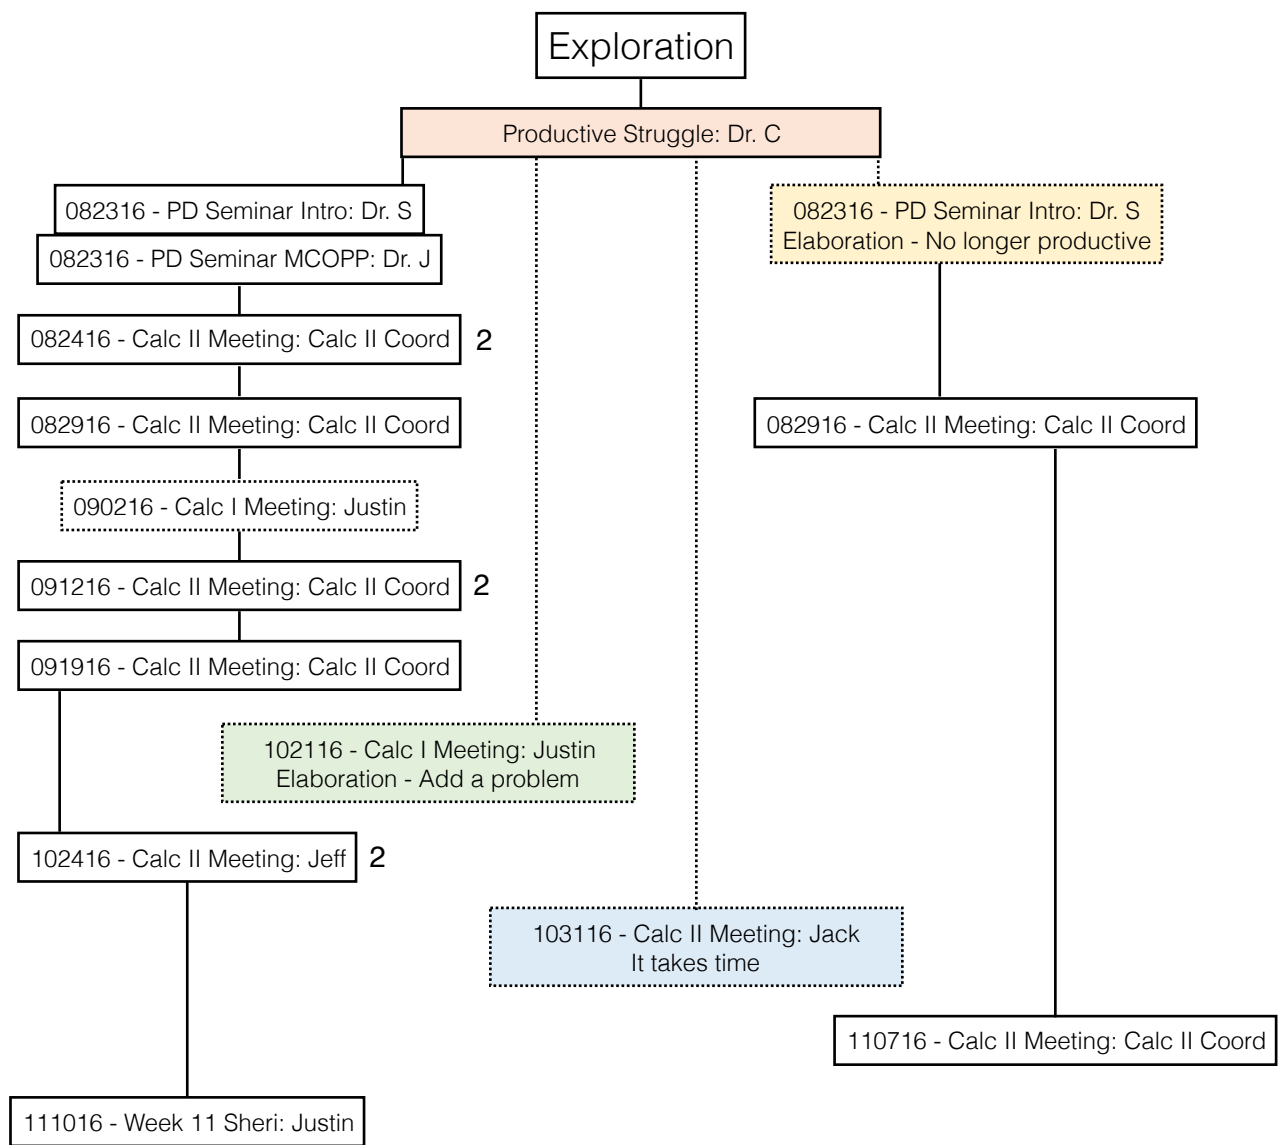 Exploration
Productive Struggle: Dr. C
082316 - PD Seminar Intro: Dr. S
082316 - PD Seminar MCOPP: Dr. J
082316 - PD Seminar Intro: Dr. S
Elaboration - No longer productive
082416 - Calc II Meeting: Calc II Coord 2
082916 - Calc II Meeting: Calc II Coord
082916 - Calc II Meeting: Calc II Coord
090216 - Calc I Meeting: Justin
091216 - Calc II Meeting: Calc II Coord 2
091916 - Calc II Meeting: Calc II Coord
102116 - Calc I Meeting: Justin
Elaboration - Add a problem
102416 - Calc II Meeting: Jeff 2
103116 - Calc II Meeting: Jack
It takes time
110716 - Calc II Meeting: Calc II Coord
111016 - Week 11 Sheri: Justin